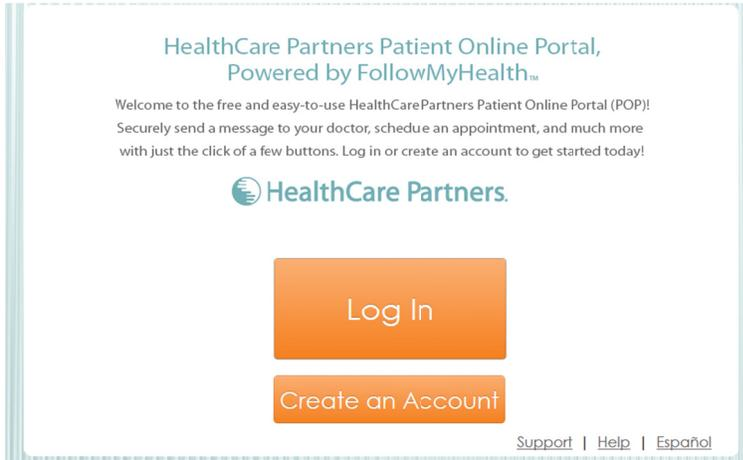 HealthCare Partners Patient Online Portal,
Powered by FollowMyHealth™
Welcome to the free and easy-to-use HealthCare Partners Patient Online Portal (POP)!
Securely send a message to your doctor, schedue an appointment, and much more
with just the click of a few buttons. Log in or create an account to get started today!
HealthCare Partners.
Log In
Create an Account
Support | Help | Español